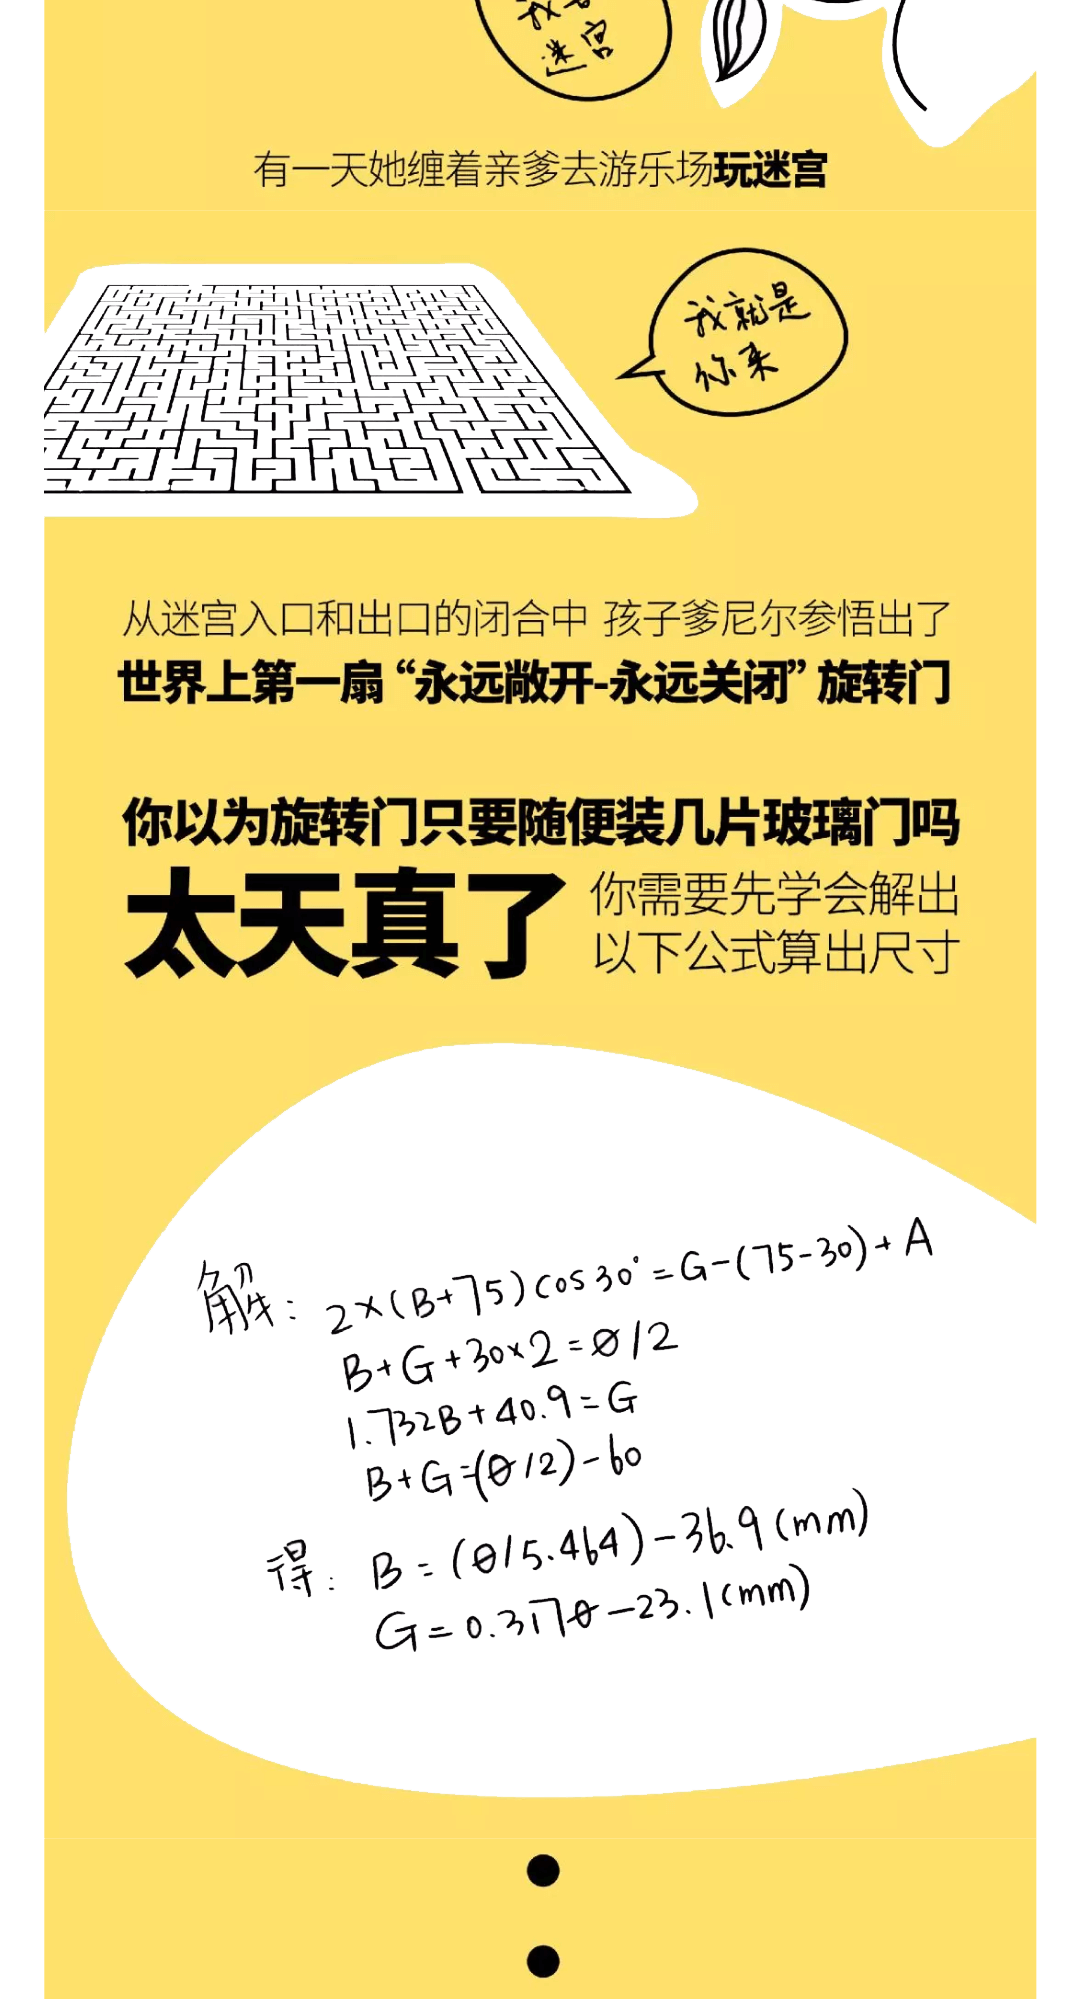 迷宫
有一天她缠着亲爹去游乐场玩迷宫
我就是
你来
从迷宫入口和出口的闭合中 孩子爹尼尔参悟出了
世界上第一扇“永远敞开-永远关闭”旋转门
你以为旋转门只要随便装几片玻璃门吗
太天真了
你需要先学会解出
以下公式算出尺寸
解: 2×(B+75)cos30°=G-(75-30)+A
B+G+30×2=θ/2
1.732B+40.9=G
B+G=(θ/2)-60
得: B=(θ/5.464)-36.9(mm)
G=0.317θ-23.1(mm)